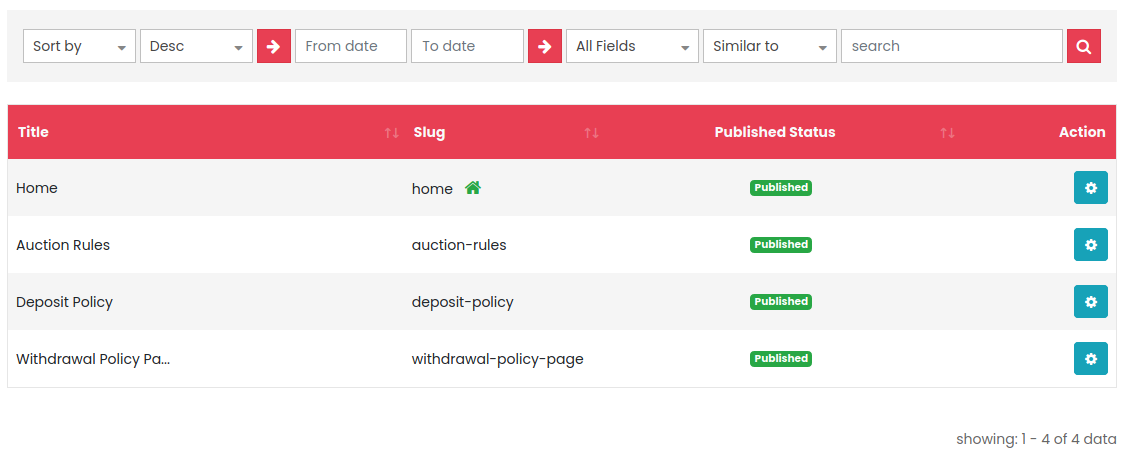 Sort by Desc From date To date All Fields Similar to search
Title Slug Published Status Action
Home home Published
Auction Rules auction-rules Published
Deposit Policy deposit-policy Published
Withdrawal Policy Pa... withdrawal-policy-page Published
showing: 1 - 4 of 4 data